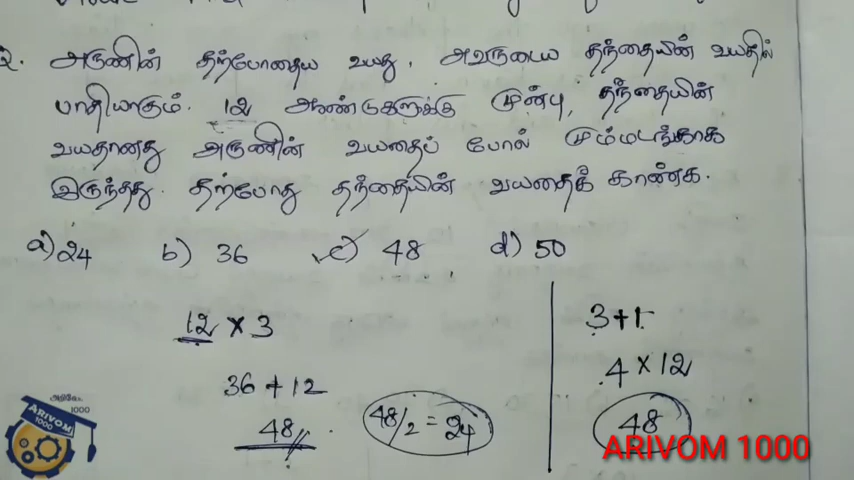 2. அருணின் தற்போதைய வயது. அவருடைய தந்தையின் வயதில்
பாதியாகும். 12 ஆண்டுகளுக்கு முன்பு, தந்தையின்
வயதானது அருணின் வயதைப் போல் மும்மடங்காக
இருந்தது. தற்போது தந்தையின் வயதைக் காண்க.
a) 24 b) 36 c) 48 d) 50
12 × 3
36 + 12
48
48/2 = 24
3+1
4 × 12
48
ARIVOM
1000
1000
ARIVOM 1000